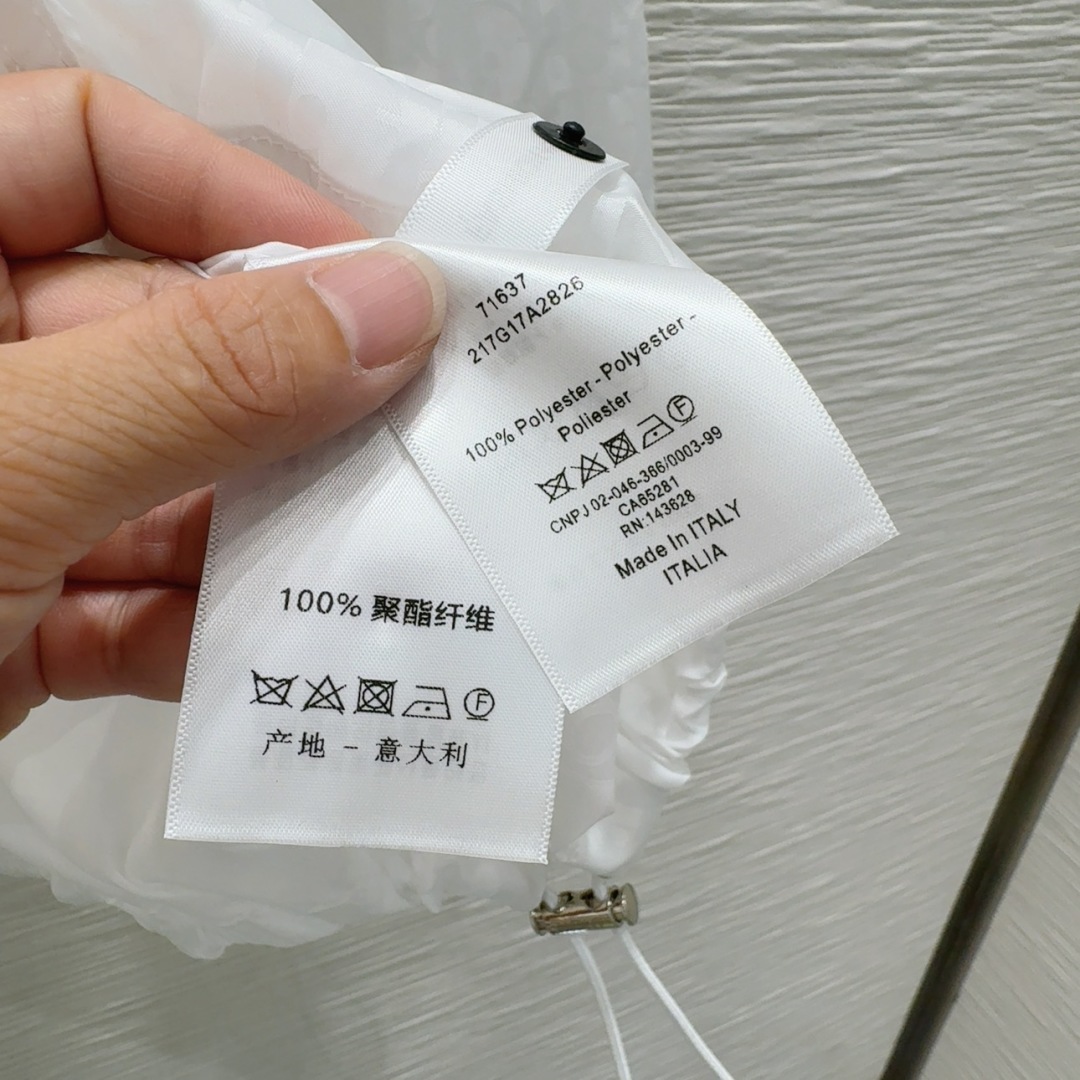 71637
217G17A2826
100% Polyester - Polyester -
Poliester
F
CNPJ 02-046-366/0003-99
CA65281
RN:143628
Made In ITALY
ITALIA
100% 聚酯纤维
F
产地 - 意大利